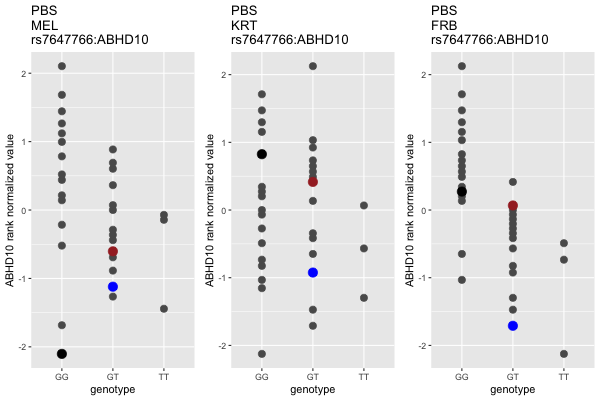 PBS
MEL
rs7647766:ABHD10
ABHD10 rank normalized value
2
1
0
-1
-2
GG
GT
TT
genotype
PBS
KRT
rs7647766:ABHD10
ABHD10 rank normalized value
2
1
0
-1
-2
GG
GT
TT
genotype
PBS
FRB
rs7647766:ABHD10
ABHD10 rank normalized value
2
1
0
-1
-2
GG
GT
TT
genotype